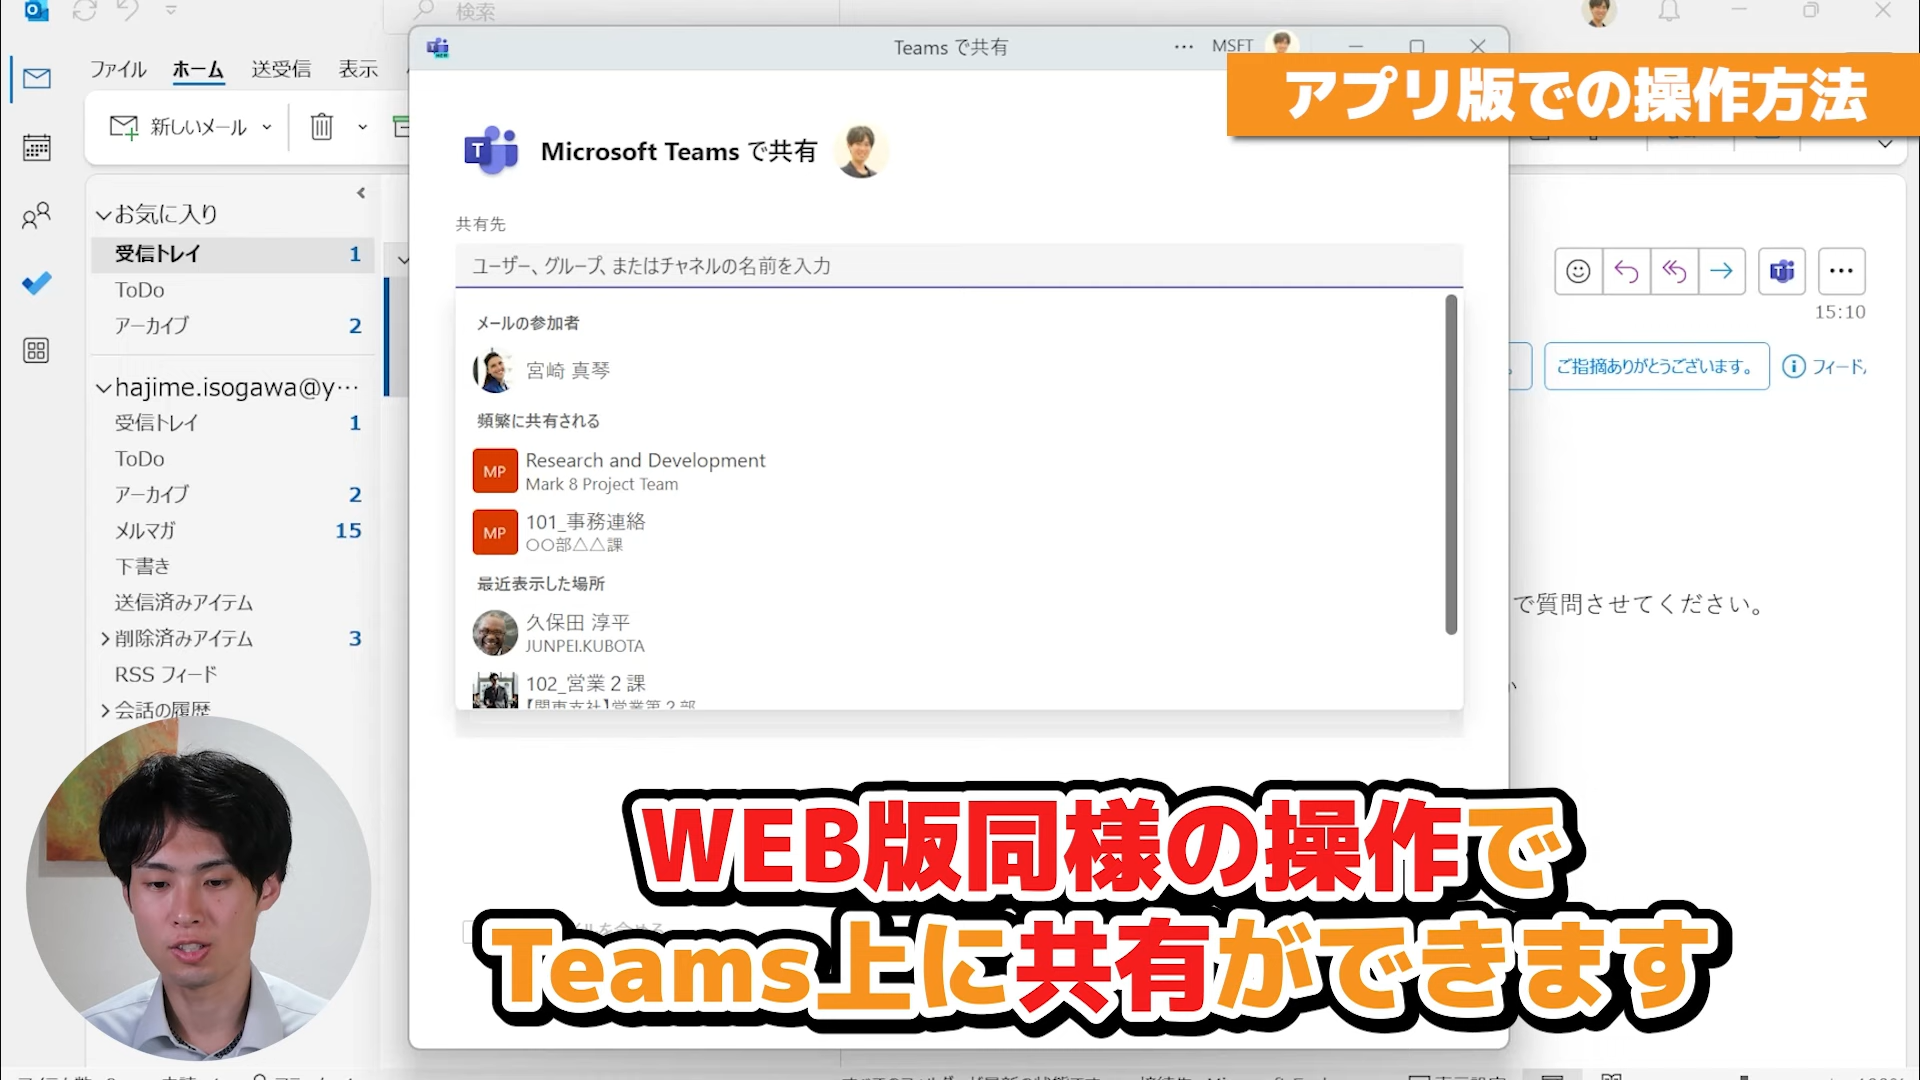 検索
Teams で共有
MSFT
アプリ版での操作方法
ファイル
ホーム
送受信
表示
新しいメール
Microsoft Teams で共有
共有先
ユーザー、グループ、またはチャネルの名前を入力
メールの参加者
宮崎 真琴
頻繁に共有される
MP
Research and Development
Mark 8 Project Team
MP
101_事務連絡
〇〇部△△課
最近表示した場所
久保田 淳平
JUNPEI.KUBOTA
102_営業２課
【関東支社】営業第２部
お気に入り
受信トレイ 1
ToDo
アーカイブ 2
hajime.isogawa@y…
受信トレイ 1
ToDo
アーカイブ 2
メルマガ 15
下書き
送信済みアイテム
削除済みアイテム 3
RSS フィード
会話の履歴
15:10
ご指摘ありがとうございます。
で質問させてください。
WEB版同様の操作で
Teams上に共有ができます